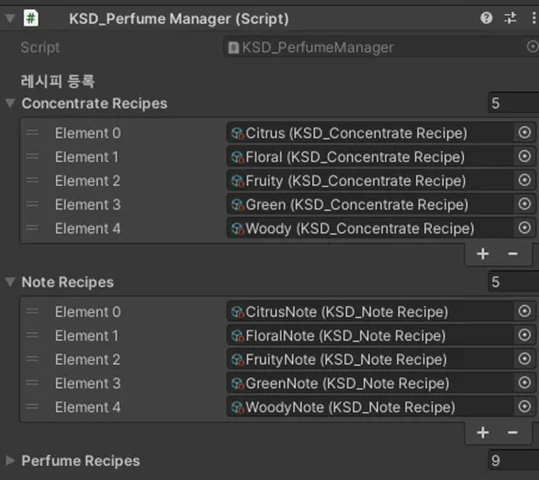 KSD_Perfume Manager (Script)
Script KSD_PerfumeManager
레시피 등록
Concentrate Recipes 5
Element 0 Citrus (KSD_Concentrate Recipe)
Element 1 Floral (KSD_Concentrate Recipe)
Element 2 Fruity (KSD_Concentrate Recipe)
Element 3 Green (KSD_Concentrate Recipe)
Element 4 Woody (KSD_Concentrate Recipe)
Note Recipes 5
Element 0 CitrusNote (KSD_Note Recipe)
Element 1 FloralNote (KSD_Note Recipe)
Element 2 FruityNote (KSD_Note Recipe)
Element 3 GreenNote (KSD_Note Recipe)
Element 4 WoodyNote (KSD_Note Recipe)
Perfume Recipes 9